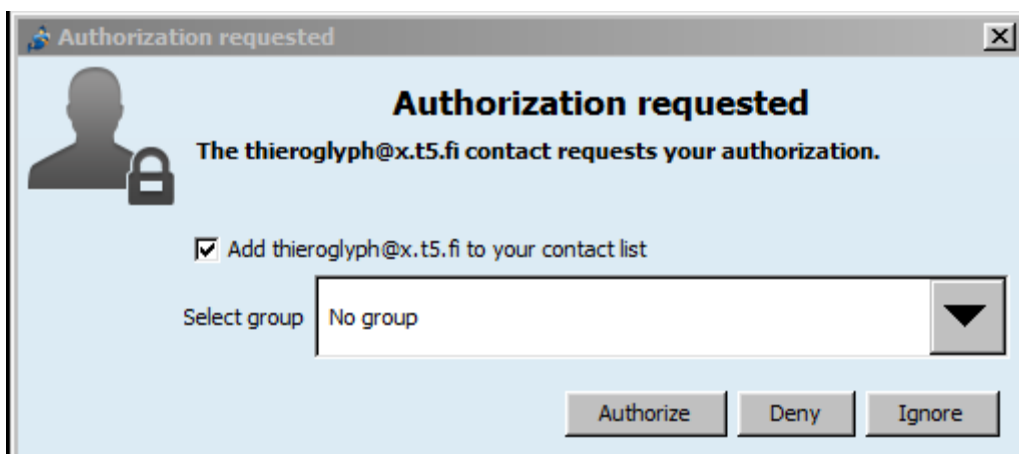 Authorization requested
Authorization requested
The thieroglyph@x.t5.fi contact requests your authorization.
Add thieroglyph@x.t5.fi to your contact list
Select group No group
Authorize Deny Ignore